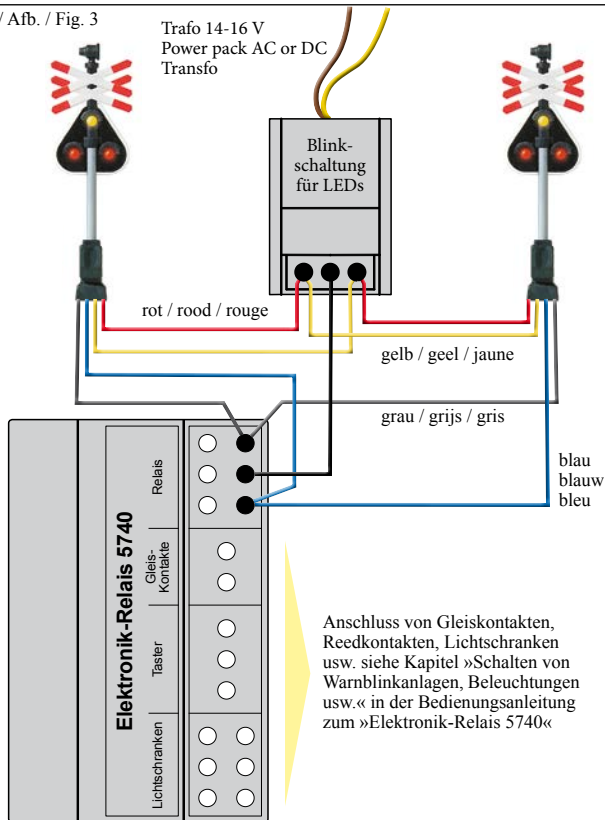 / Afb. / Fig. 3
Trafo 14-16 V
Power pack AC or DC
Transfo
Blink-
schaltung
für LEDs
rot / rood / rouge
gelb / geel / jaune
grau / grijs / gris
blau
blauw
bleu
Elektronik-Relais 5740
Relais
Gleis-
Kontakte
Taster
Lichtschranken
Anschluss von Gleiskontakten,
Reedkontakten, Lichtschranken
usw. siehe Kapitel »Schalten von
Warnblinkanlagen, Beleuchtungen
usw.« in der Bedienungsanleitung
zum »Elektronik-Relais 5740«